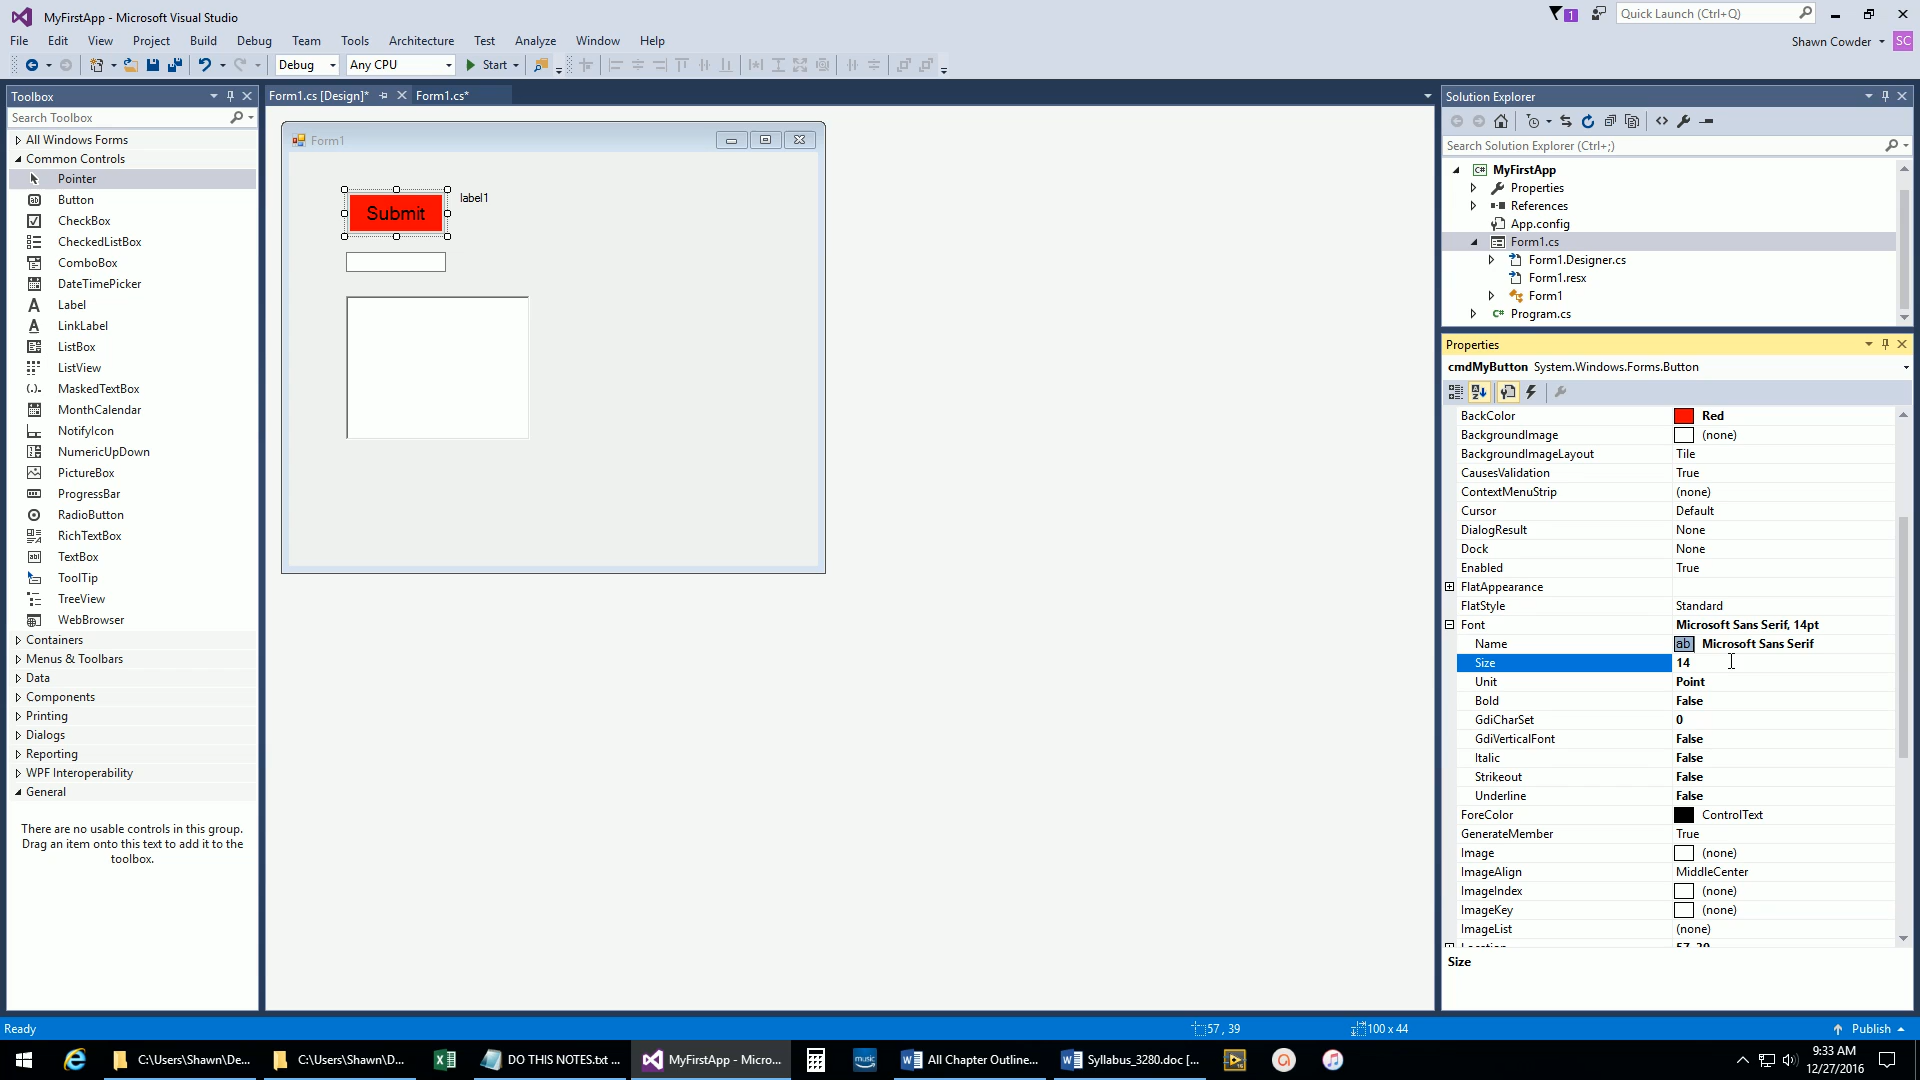 MyFirstApp - Microsoft Visual Studio
1
Quick Launch (Ctrl+Q)
File Edit View Project Build Debug Team Tools Architecture Test Analyze Window Help
Shawn Cowder
SC
Debug
Any CPU
Start
Toolbox
Search Toolbox
All Windows Forms
Common Controls
Pointer
Button
CheckBox
CheckedListBox
ComboBox
DateTimePicker
Label
LinkLabel
ListBox
ListView
MaskedTextBox
MonthCalendar
NotifyIcon
NumericUpDown
PictureBox
ProgressBar
RadioButton
RichTextBox
TextBox
ToolTip
TreeView
WebBrowser
Containers
Menus & Toolbars
Data
Components
Printing
Dialogs
Reporting
WPF Interoperability
General
There are no usable controls in this group.
Drag an item onto this text to add it to the
toolbox.
Form1.cs [Design]*
Form1.cs*
Form1
Submit
label1
Solution Explorer
Search Solution Explorer (Ctrl+;)
MyFirstApp
Properties
References
App.config
Form1.cs
Form1.Designer.cs
Form1.resx
Form1
Program.cs
Properties
cmdMyButton System.Windows.Forms.Button
BackColor Red
BackgroundImage (none)
BackgroundImageLayout Tile
CausesValidation True
ContextMenuStrip (none)
Cursor Default
DialogResult None
Dock None
Enabled True
FlatAppearance
FlatStyle Standard
Font Microsoft Sans Serif, 14pt
Name ab Microsoft Sans Serif
Size 14
Unit Point
Bold False
GdiCharSet 0
GdiVerticalFont False
Italic False
Strikeout False
Underline False
ForeColor ControlText
GenerateMember True
Image (none)
ImageAlign MiddleCenter
ImageIndex (none)
ImageKey (none)
ImageList (none)
Location 57, 39
Size
Ready
57 , 39
100 x 44
Publish
C:\Users\Shawn\De...
C:\Users\Shawn\D...
DO THIS NOTES.txt ...
MyFirstApp - Micro...
music
All Chapter Outline...
Syllabus_3280.doc [...
9:33 AM
12/27/2016